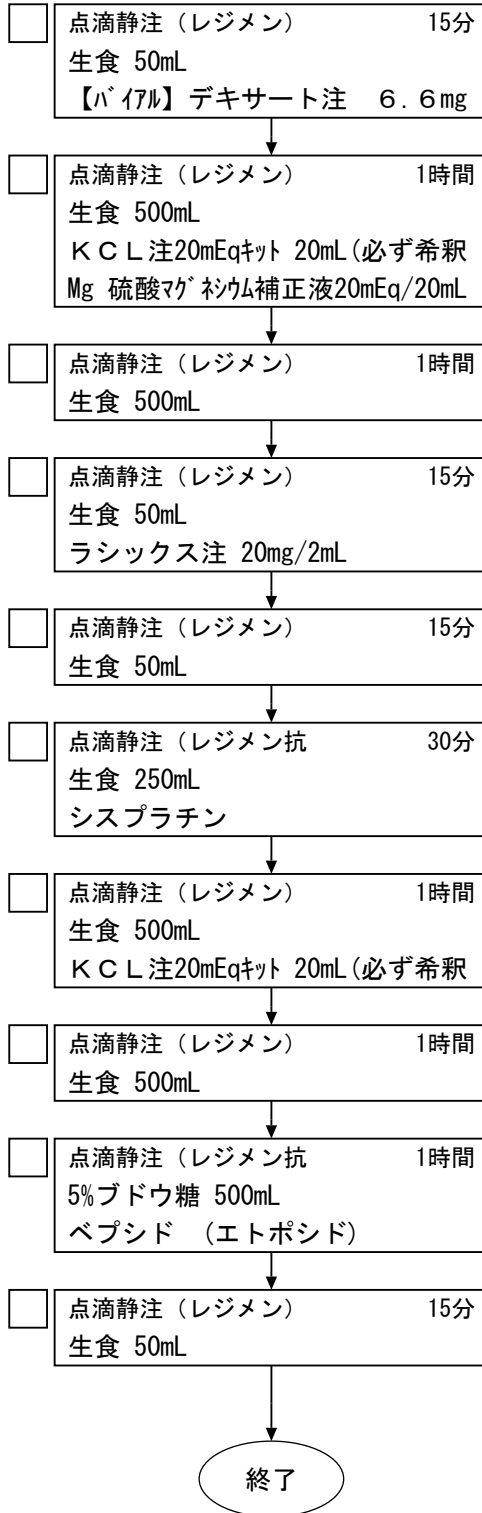 点滴静注（レジメン） 15分
生食 50mL
【ﾊﾞｲｱﾙ】デキサート注　６.６mg
点滴静注（レジメン） 1時間
生食 500mL
ＫＣＬ注20mEqｷｯﾄ 20mL(必ず希釈
Mg 硫酸ﾏｸﾞﾈｼｳﾑ補正液20mEq/20mL
点滴静注（レジメン） 1時間
生食 500mL
点滴静注（レジメン） 15分
生食 50mL
ラシックス注 20mg/2mL
点滴静注（レジメン） 15分
生食 50mL
点滴静注（レジメン抗 30分
生食 250mL
シスプラチン
点滴静注（レジメン） 1時間
生食 500mL
ＫＣＬ注20mEqｷｯﾄ 20mL(必ず希釈
点滴静注（レジメン） 1時間
生食 500mL
点滴静注（レジメン抗 1時間
5%ブドウ糖 500mL
ベプシド　（エトポシド）
点滴静注（レジメン） 15分
生食 50mL
終了